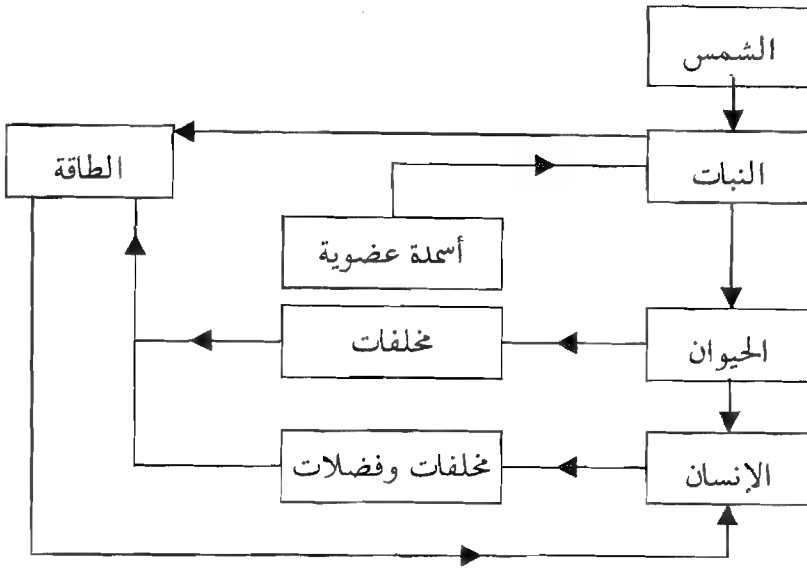 الشمس
النبات
الطاقة
أسمدة عضوية
الحيوان
مخلفات
الإنسان
مخلفات وفضلات